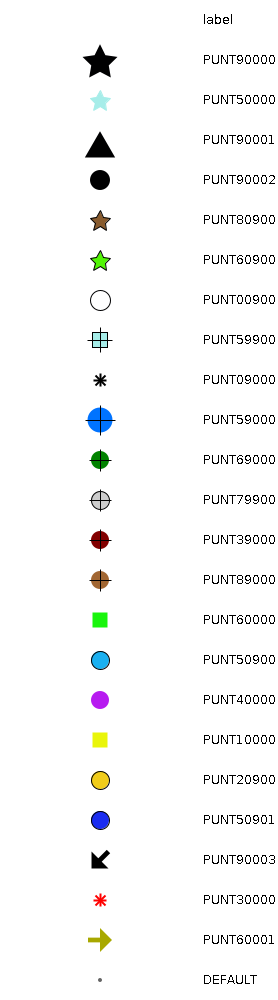 label
PUNT90000
PUNT50000
PUNT90001
PUNT90002
PUNT80900
PUNT60900
PUNT00900
PUNT59900
PUNT09000
PUNT59000
PUNT69000
PUNT79900
PUNT39000
PUNT89000
PUNT60000
PUNT50900
PUNT40000
PUNT10000
PUNT20900
PUNT50901
PUNT90003
PUNT30000
PUNT60001
DEFAULT